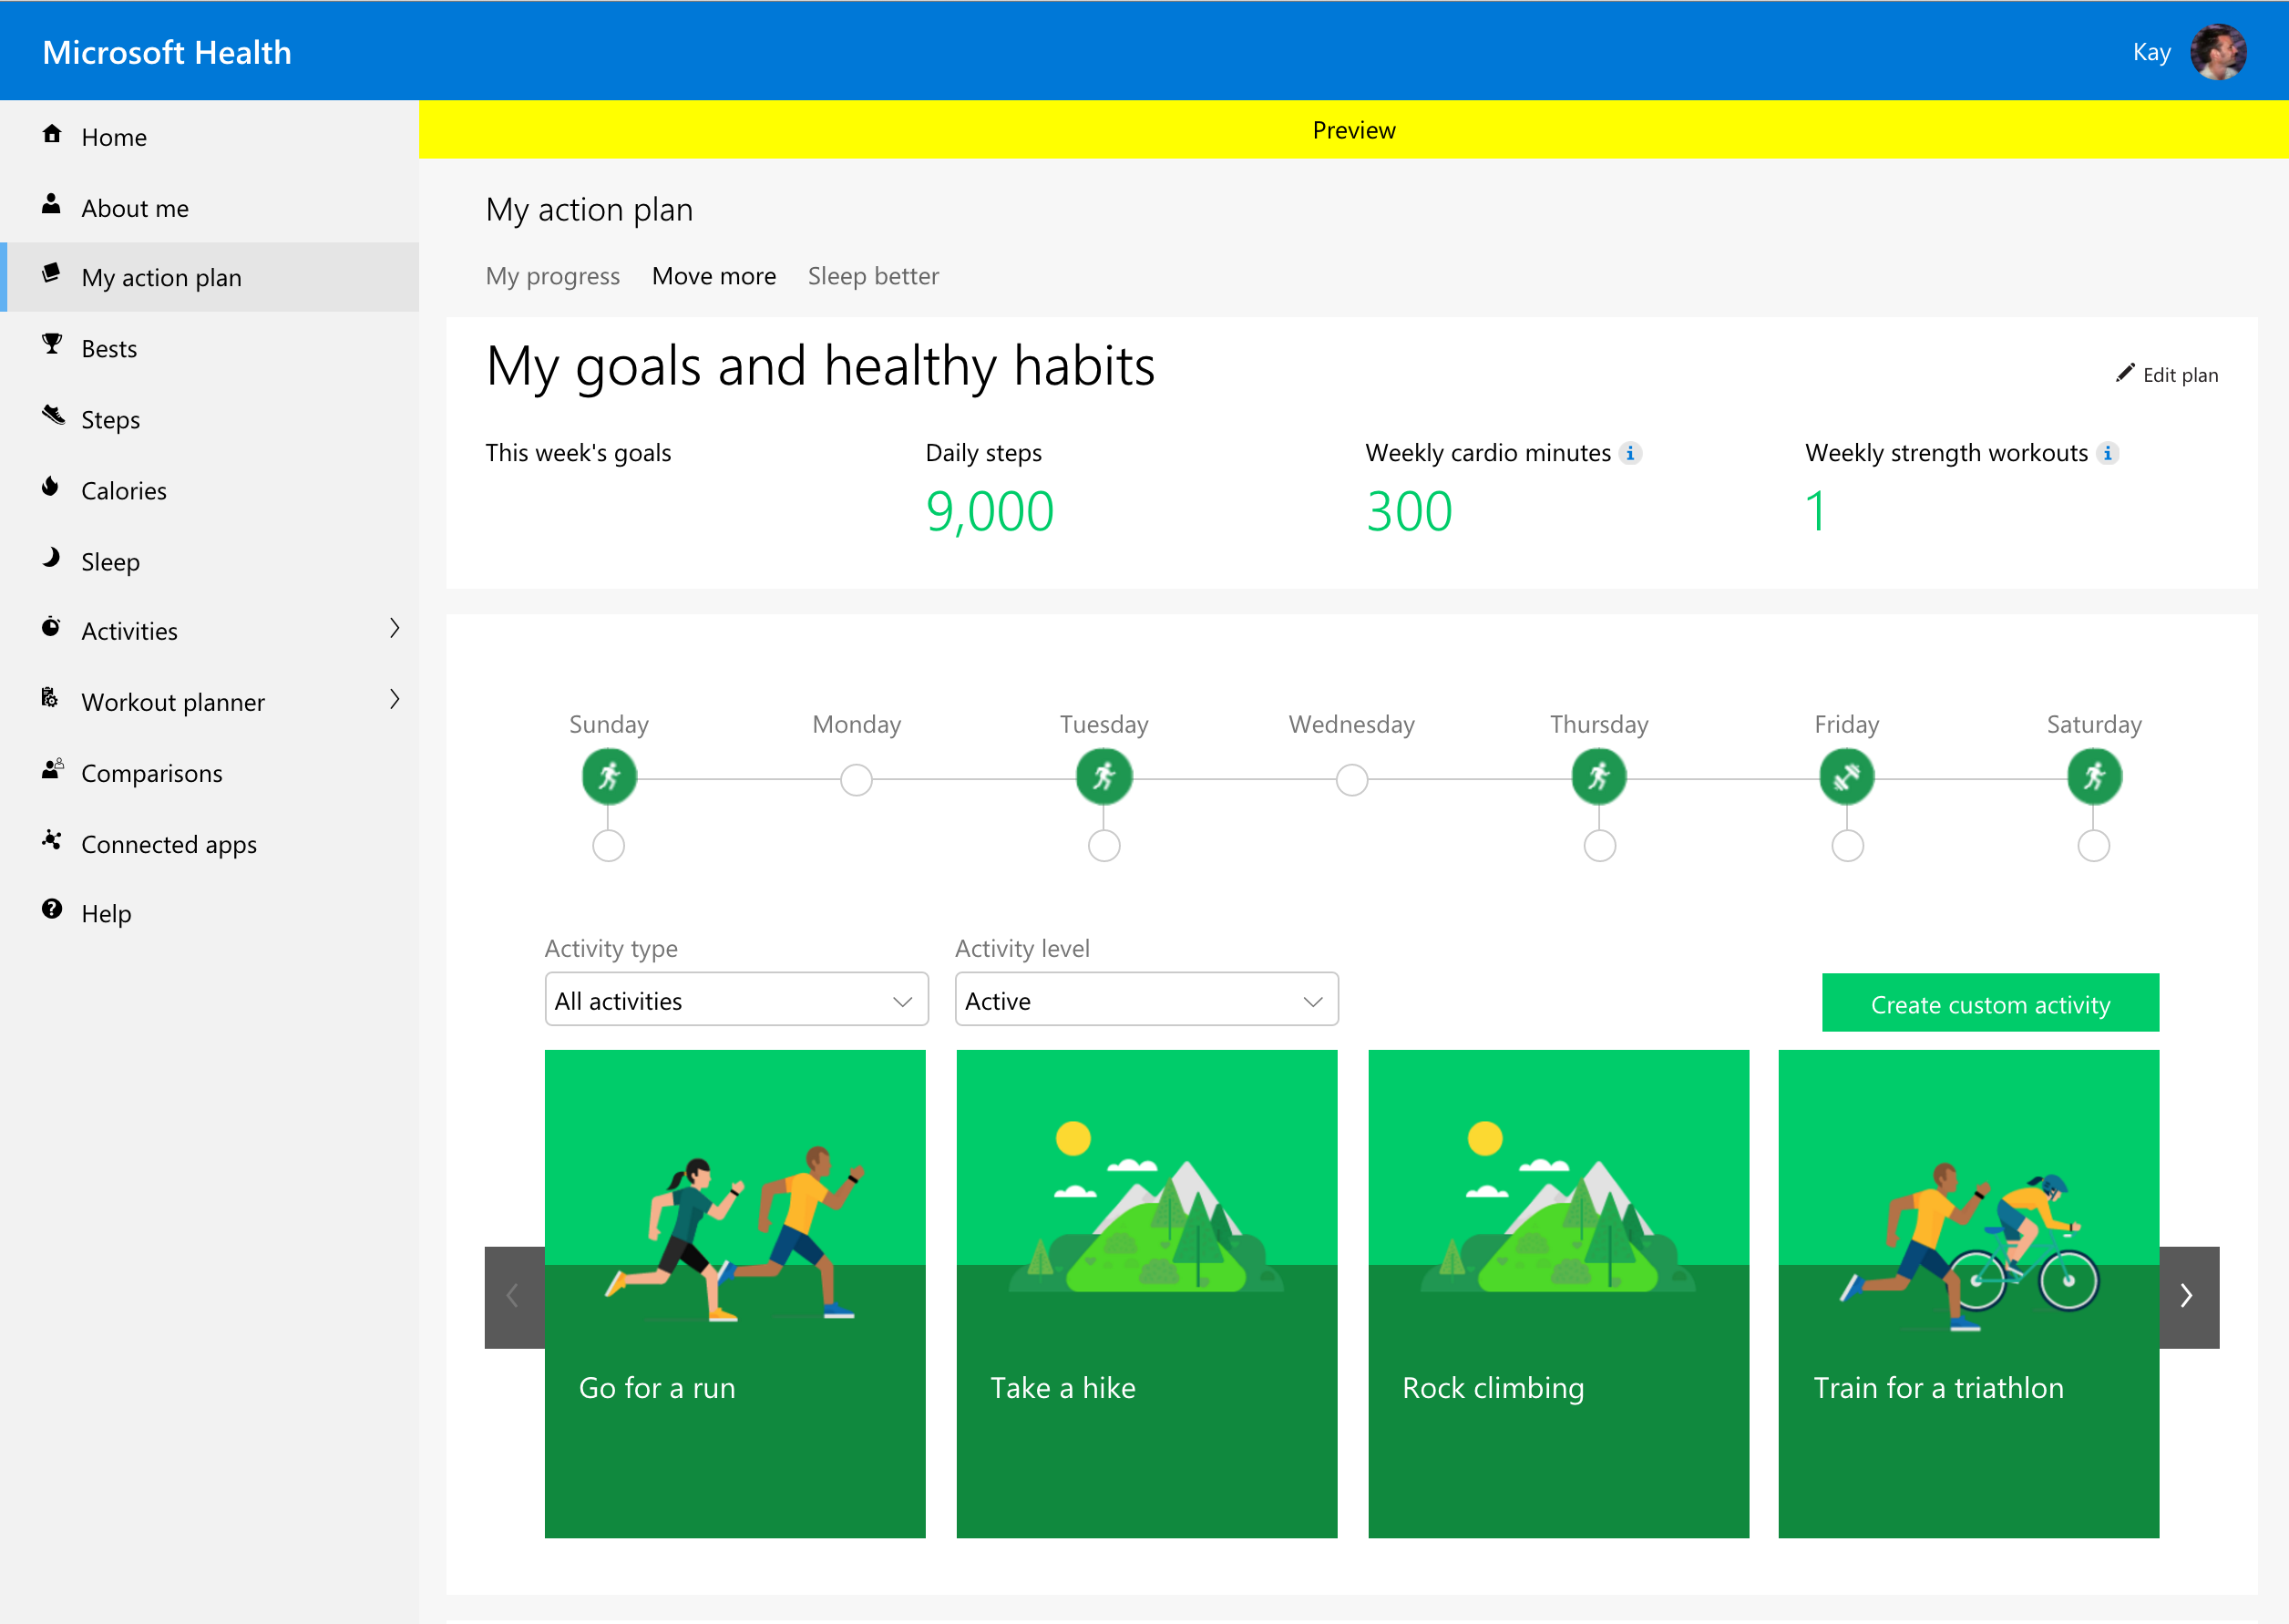 Microsoft Health
Kay
Home
About me
My action plan
Bests
Steps
Calories
Sleep
Activities
Workout planner
Comparisons
Connected apps
Help
Preview
My action plan
My progress Move more Sleep better
My goals and healthy habits
Edit plan
This week's goals
Daily steps
9,000
Weekly cardio minutes
300
Weekly strength workouts
1
Sunday Monday Tuesday Wednesday Thursday Friday Saturday
Activity type
All activities
Activity level
Active
Create custom activity
Go for a run
Take a hike
Rock climbing
Train for a triathlon